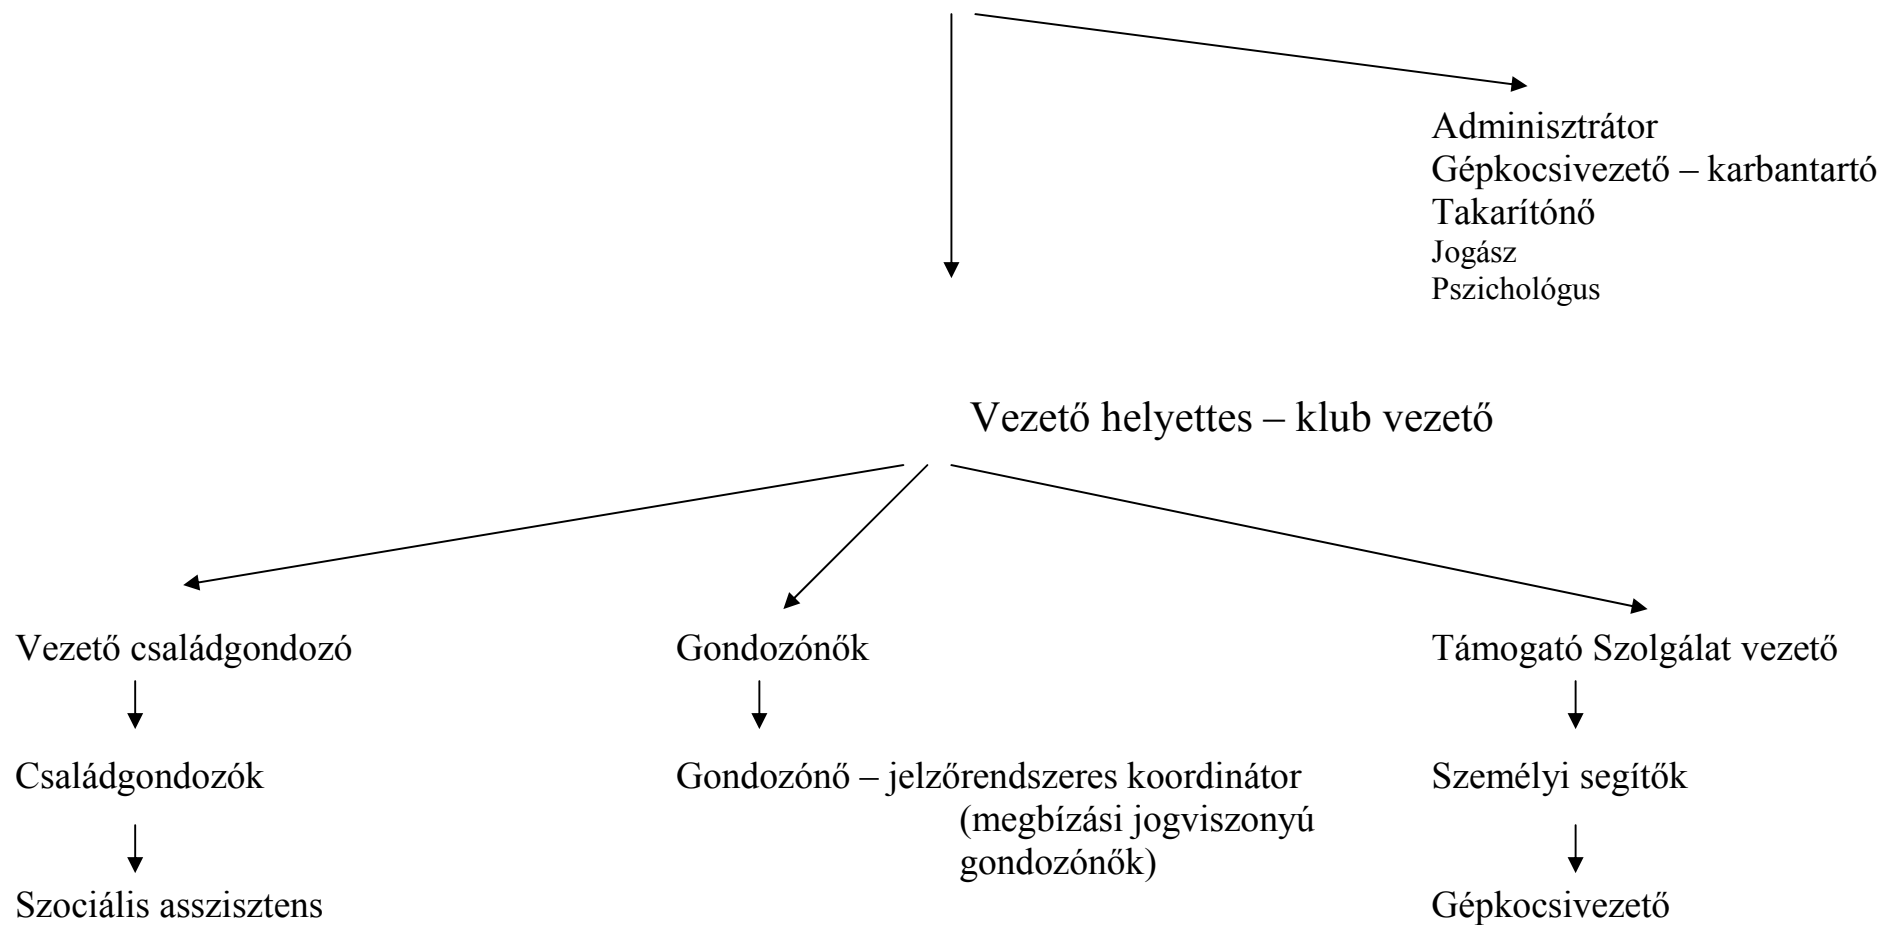 Adminisztrátor
Gépkocsivezető – karbantartó
Takarítónő
Jogász
Pszichológus
Vezető helyettes – klub vezető
Vezető családgondozó
Gondozónők
Támogató Szolgálat vezető
Családgondozók
Gondozónő – jelzőrendszeres koordinátor
(megbízási jogviszonyú
gondozónők)
Személyi segítők
Szociális asszisztens
Gépkocsivezető